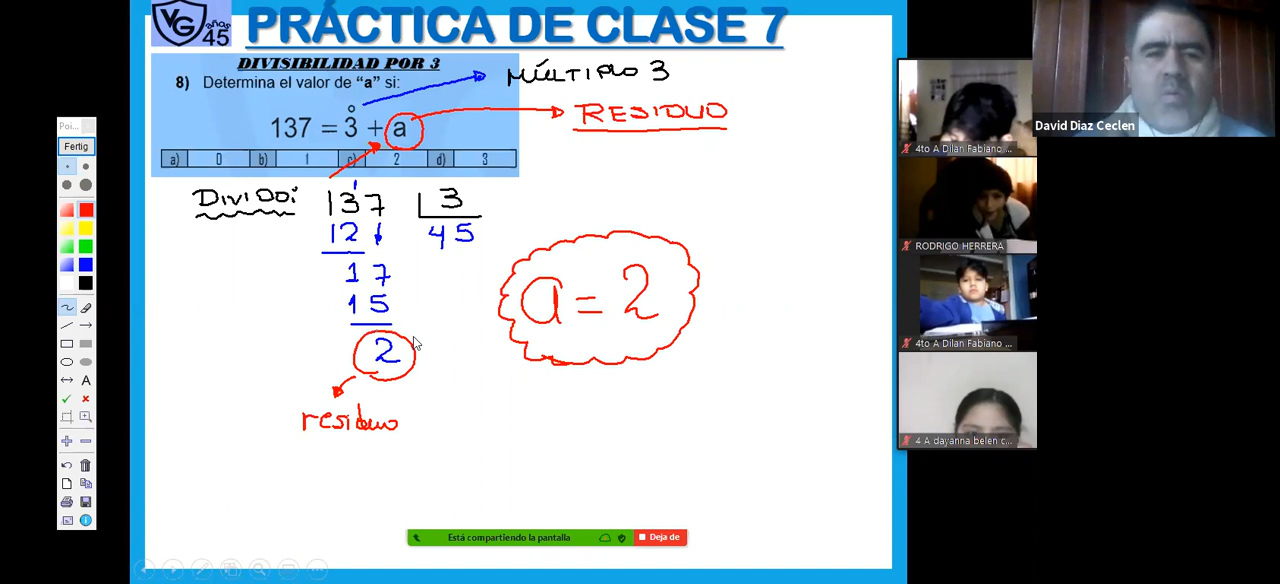 VG años 45
PRÁCTICA DE CLASE 7
DIVISIBILIDAD POR 3
8) Determina el valor de “a” si:
MÚLTIPLO 3
137 = 3° + a
RESIDUO
a) 0 b) 1 c) 2 d) 3
DIVIDO:
137 3
12 45
17
15
2
residuo
a = 2
Poi...
Fertig
A
Está compartiendo la pantalla
Deja de
David Diaz Ceclen
4to A Dilan Fabiano ...
RODRIGO HERRERA
4to A Dilan Fabiano ...
4 A dayanna belen c...